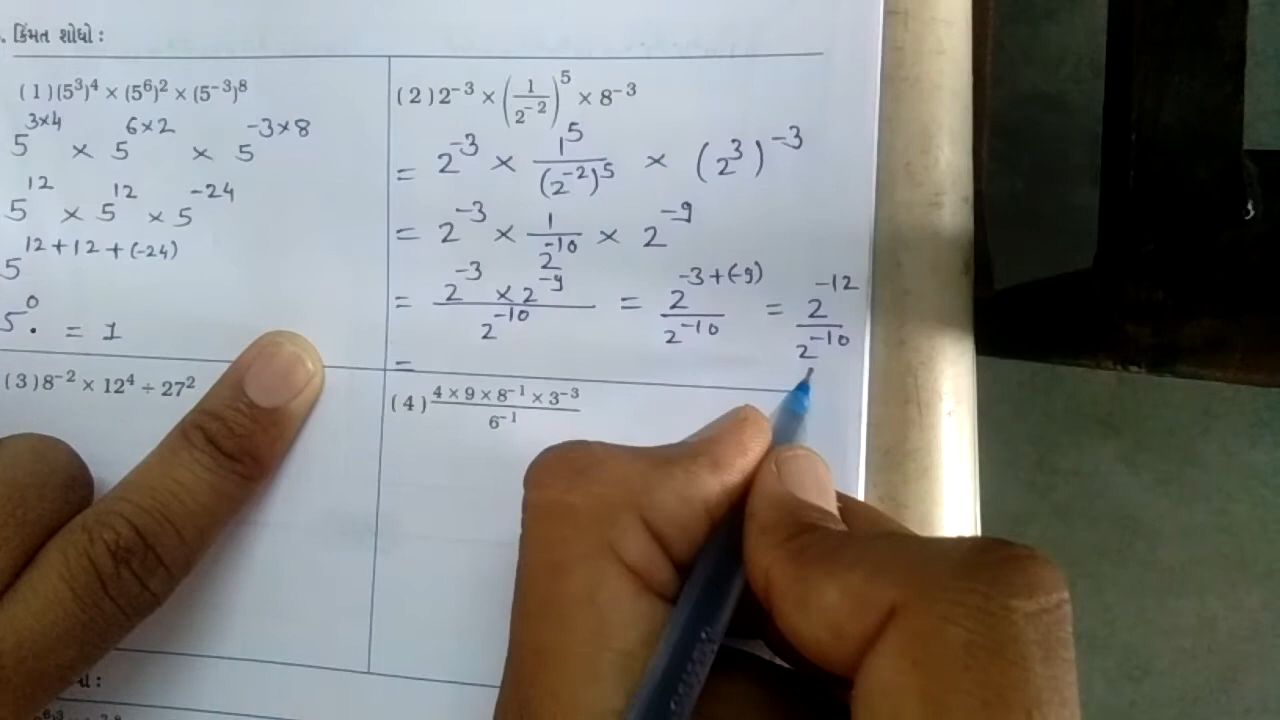 . કિંમત શોધો :
( 1 ) (5³)⁴ × (5⁶)² × (5⁻³)⁸
5^{3×4} × 5^{6×2} × 5^{-3×8}
5^{12} × 5^{12} × 5^{-24}
5^{12+12+(-24)}
5⁰· = 1
( 2 ) 2⁻³ × (1/2⁻²)⁵ × 8⁻³
= 2⁻³ × 1⁵/(2⁻²)⁵ × (2³)⁻³
= 2⁻³ × 1/2⁻¹⁰ × 2⁻⁹
= (2⁻³ × 2⁻⁹)/2⁻¹⁰ = 2^{-3+(-9)}/2⁻¹⁰ = 2⁻¹²/2⁻¹⁰
=
( 3 ) 8⁻² × 12⁴ ÷ 27²
( 4 ) (4 × 9 × 8⁻¹ × 3⁻³)/6⁻¹